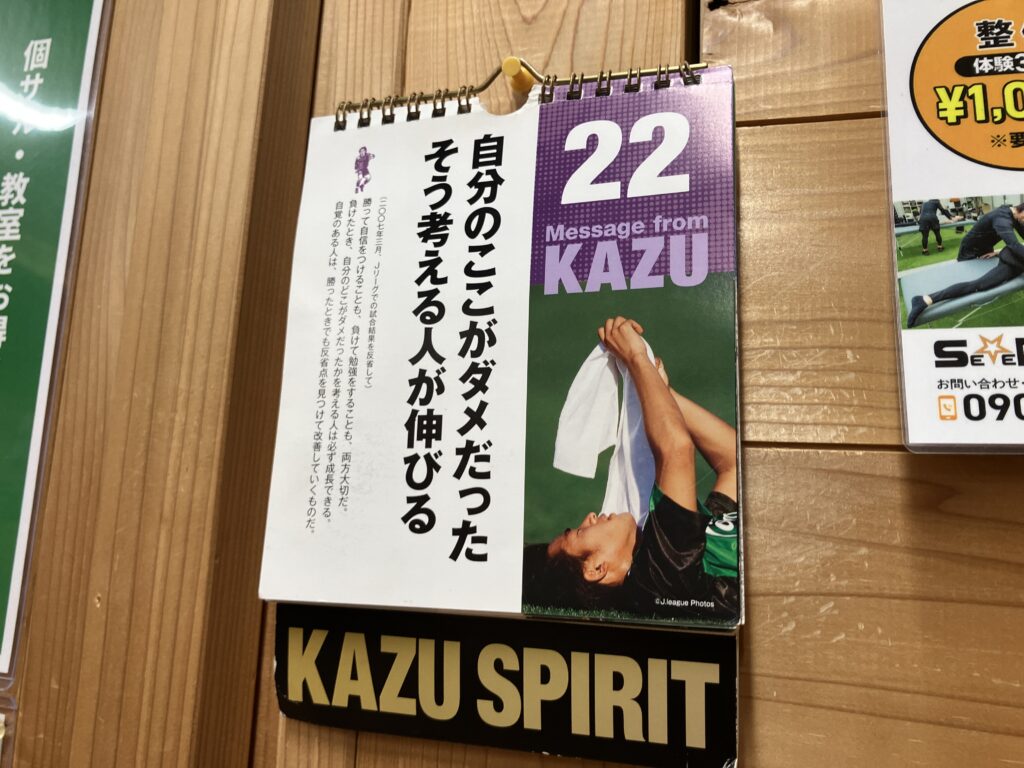 個サル・教室をお得
22
Message from
KAZU
自分のここがダメだった
そう考える人が伸びる
(二〇〇七年三月、Jリーグでの試合結果を反省して)
勝って自信をつけることも、負けて勉強をすることも、両方大切だ。
負けたとき、自分のどこがダメだったかを考える人は必ず成長できる。
自覚のある人は、勝ったときでも反省点を見つけて改善していくものだ。
©J.league Photos
KAZU SPIRIT
整
体験3
¥1,0
※要
お問い合わせ
090